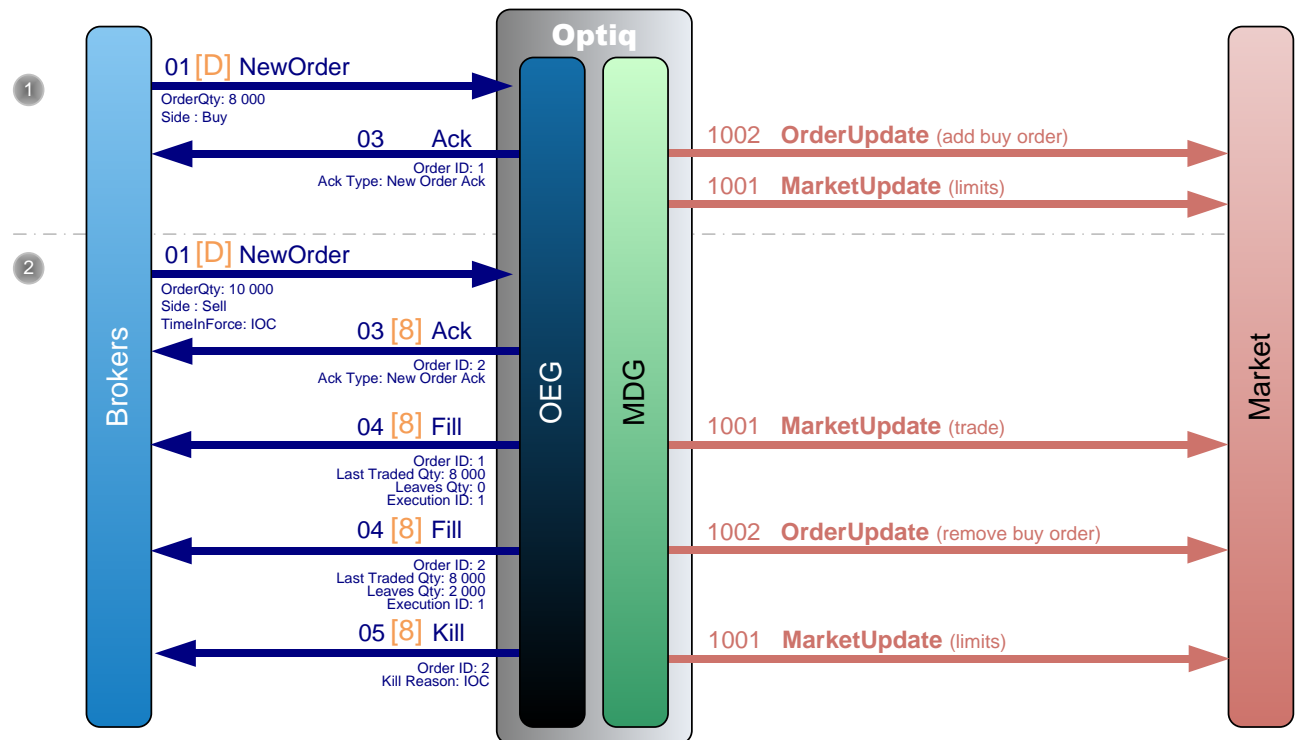 Optiq
1
01 [D] NewOrder
OrderQty: 8 000
Side : Buy
03 Ack
Order ID: 1
Ack Type: New Order Ack
1002 OrderUpdate (add buy order)
1001 MarketUpdate (limits)
2
01 [D] NewOrder
OrderQty: 10 000
Side : Sell
TimeInForce: IOC
03 [8] Ack
Order ID: 2
Ack Type: New Order Ack
Brokers
OEG
MDG
Market
04 [8] Fill
Order ID: 1
Last Traded Qty: 8 000
Leaves Qty: 0
Execution ID: 1
1001 MarketUpdate (trade)
04 [8] Fill
Order ID: 2
Last Traded Qty: 8 000
Leaves Qty: 2 000
Execution ID: 1
1002 OrderUpdate (remove buy order)
05 [8] Kill
Order ID: 2
Kill Reason: IOC
1001 MarketUpdate (limits)